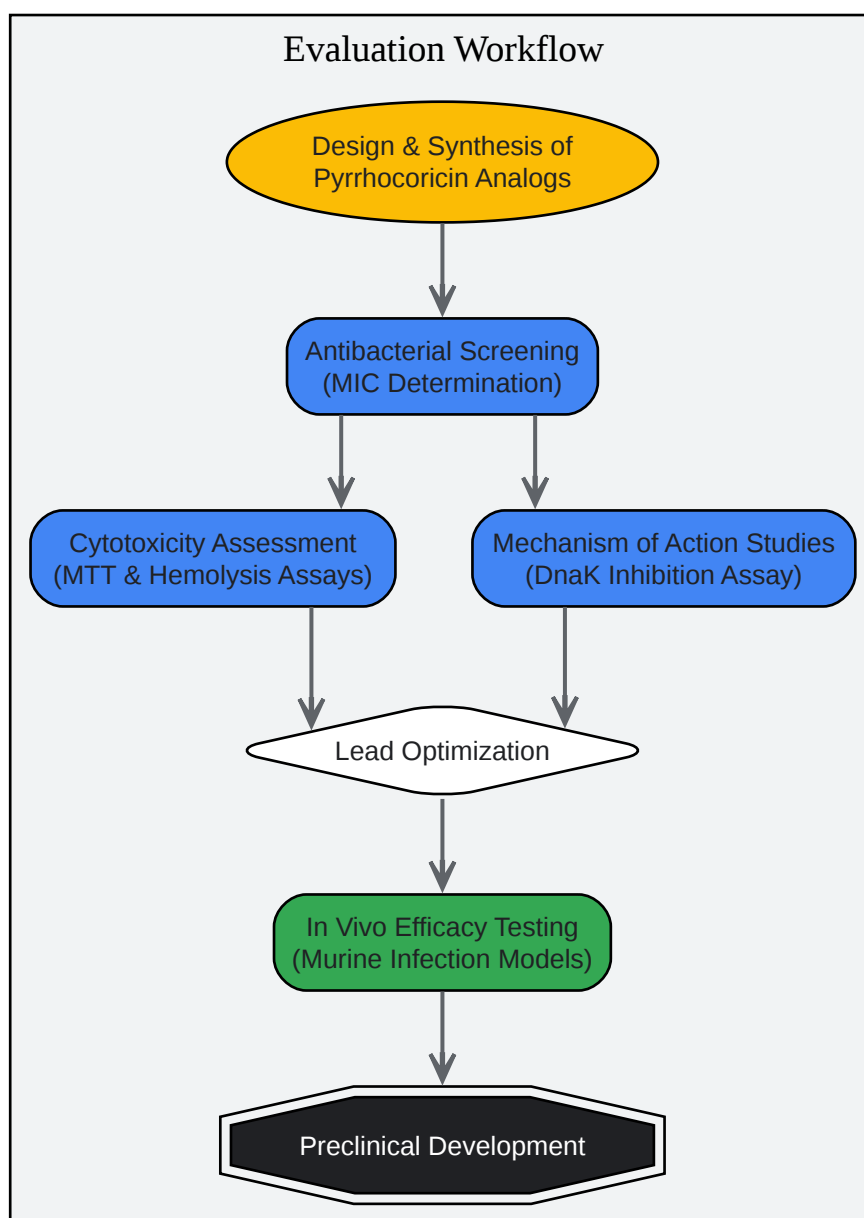 Evaluation Workflow
Design & Synthesis of
Pyrrhocoricin Analogs
Antibacterial Screening
(MIC Determination)
Cytotoxicity Assessment
(MTT & Hemolysis Assays)
Mechanism of Action Studies
(DnaK Inhibition Assay)
Lead Optimization
In Vivo Efficacy Testing
(Murine Infection Models)
Preclinical Development